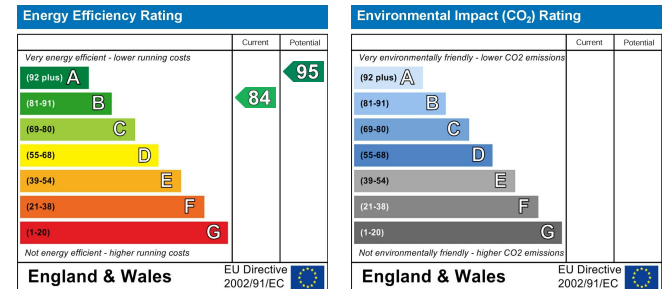 Energy Efficiency Rating
Current Potential
Very energy efficient - lower running costs
(92 plus) A
95
(81-91) B
84
(69-80) C
(55-68) D
(39-54) E
(21-38) F
(1-20) G
Not energy efficient - higher running costs
England & Wales
EU Directive
2002/91/EC
Environmental Impact (CO₂) Rating
Current Potential
Very environmentally friendly - lower CO2 emissions
(92 plus) A
(81-91) B
(69-80) C
(55-68) D
(39-54) E
(21-38) F
(1-20) G
Not environmentally friendly - higher CO2 emissions
England & Wales
EU Directive
2002/91/EC